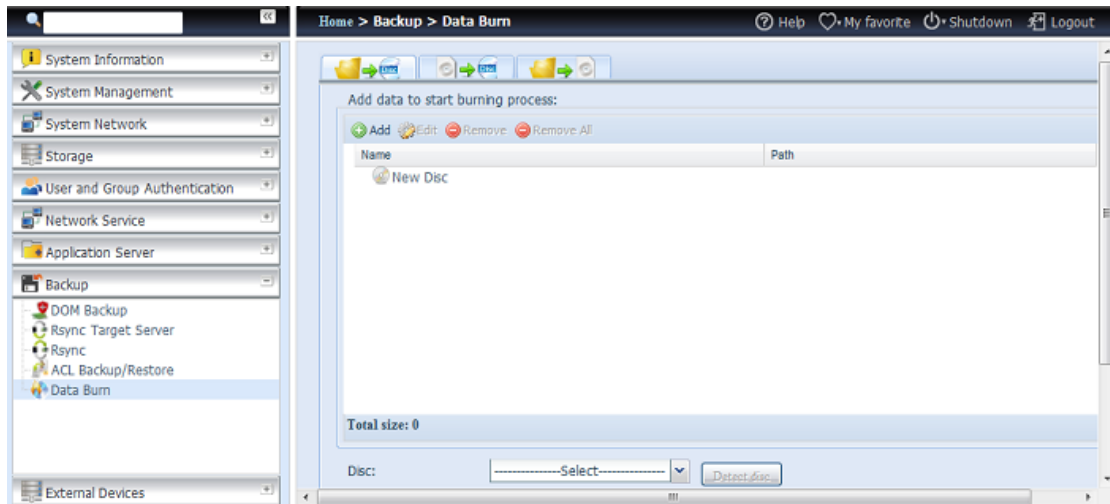 Home > Backup > Data Burn
Help
My favorite
Shutdown
Logout
System Information
System Management
System Network
Storage
User and Group Authentication
Network Service
Application Server
Backup
DOM Backup
Rsync Target Server
Rsync
ACL Backup/Restore
Data Burn
External Devices
Disc
Disc
Add data to start burning process:
Add Edit Remove Remove All
Name Path
New Disc
Total size: 0
Disc: ---------------Select--------------- Detect disc